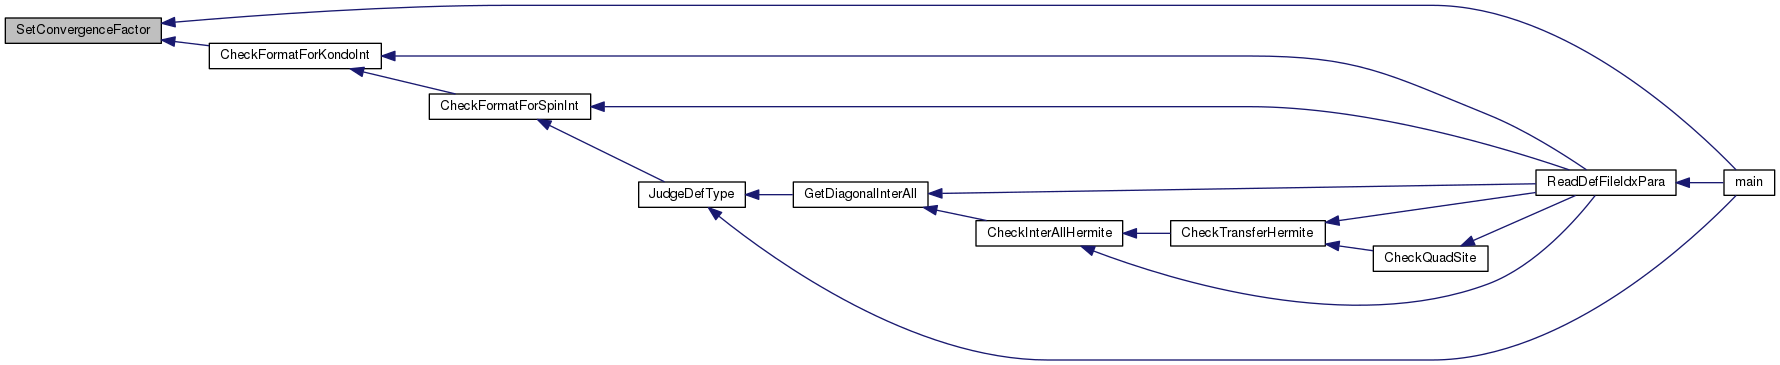 SetConvergenceFactor
CheckFormatForKondoInt
CheckFormatForSpinInt
JudgeDefType
GetDiagonalInterAll
CheckInterAllHermite
CheckTransferHermite
CheckQuadSite
ReadDefFileIdxPara
main